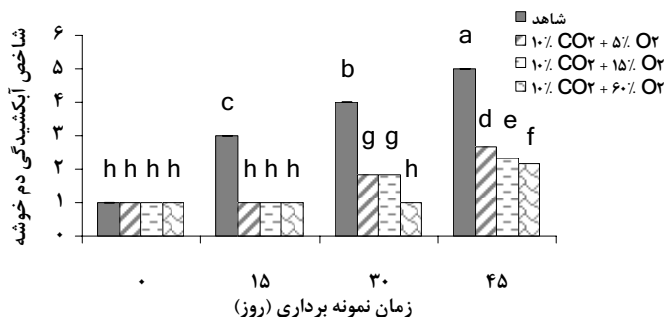 شاخص آبکشیدگی دم خوشه
۶
۵
۴
۳
۲
۱
۰
h h h h
c h h h
b g g h
a d e f
۰ ۱۵ ۳۰ ۴۵
زمان نمونه برداری (روز)
شاهد
۱۰٪ CO۲ + ۵٪ O۲
۱۰٪ CO۲ + ۱۵٪ O۲
۱۰٪ CO۲ + ۶۰٪ O۲